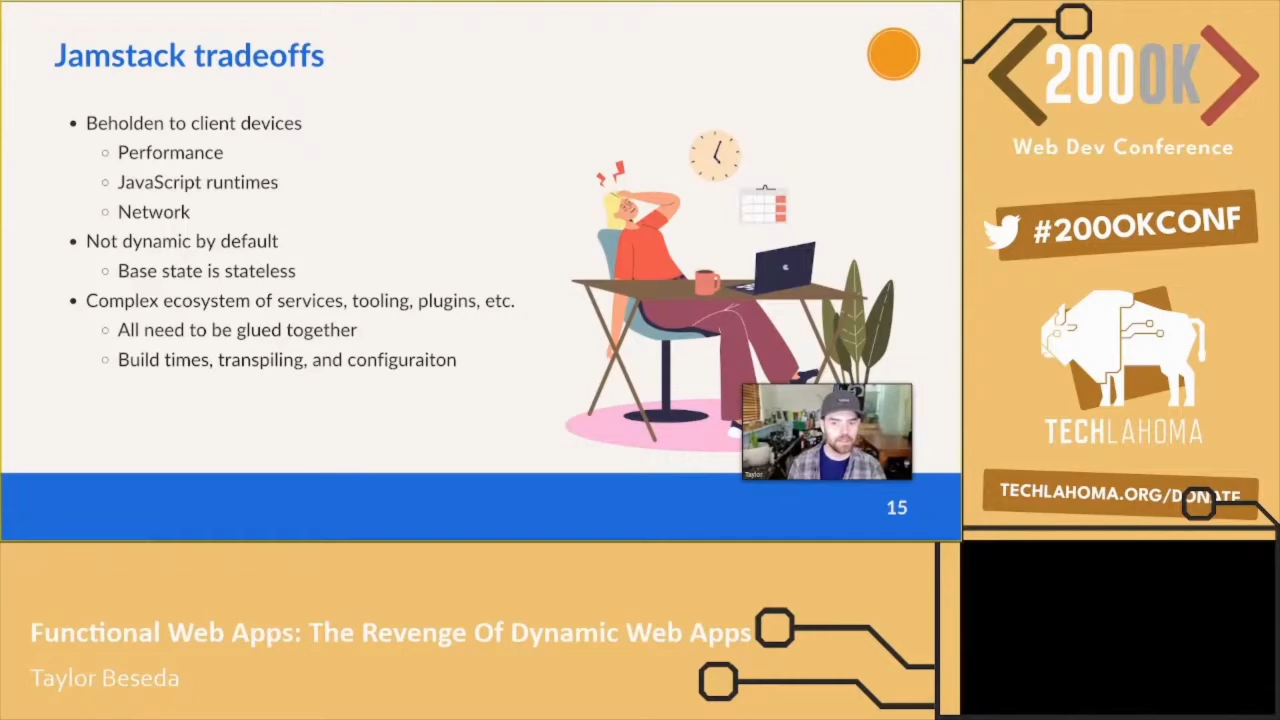 Jamstack tradeoffs
• Beholden to client devices
○ Performance
○ JavaScript runtimes
○ Network
• Not dynamic by default
○ Base state is stateless
• Complex ecosystem of services, tooling, plugins, etc.
○ All need to be glued together
○ Build times, transpiling, and configuraiton
Taylor
15
<200OK>
Web Dev Conference
#200OKCONF
TECHLAHOMA
TECHLAHOMA.ORG/DONATE
Functional Web Apps: The Revenge Of Dynamic Web Apps
Taylor Beseda